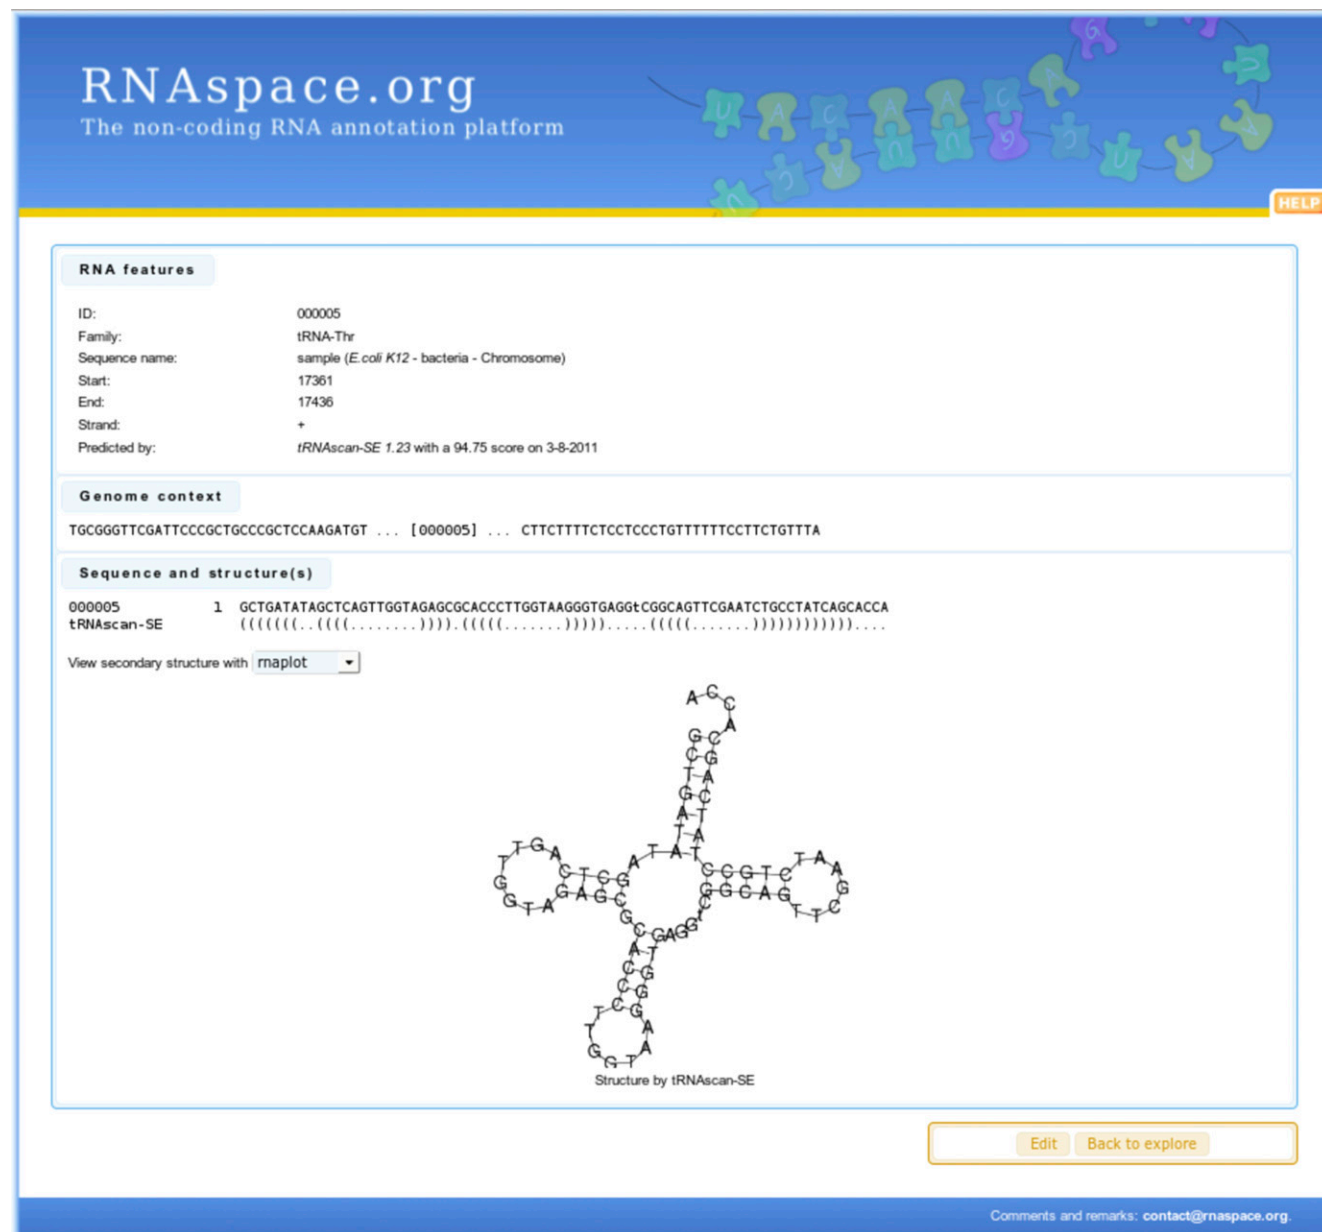 RNAspace.org
The non-coding RNA annotation platform
HELP
RNA features
ID: 000005
Family: tRNA-Thr
Sequence name: sample (E.coli K12 - bacteria - Chromosome)
Start: 17361
End: 17436
Strand: +
Predicted by: tRNAscan-SE 1.23 with a 94.75 score on 3-8-2011
Genome context
TGCGGGTTCGATTCCCGCTGCCCGCTCCAAGATGT ... [000005] ... CTTCTTTTCTCCTCCCTGTTTTTTCCTTCTGTTTA
Sequence and structure(s)
000005 1 GCTGATATAGCTCAGTTGGTAGAGCGCACCCTTGGTAAGGGTGAGGtCGGCAGTTCGAATCTGCCTATCAGCACCA
tRNAscan-SE (((((((..((((........)))).(((((.......))))).....(((((.......))))))))))))....
View secondary structure with rnaplot
Structure by tRNAscan-SE
Edit Back to explore
Comments and remarks: contact@rnaspace.org.